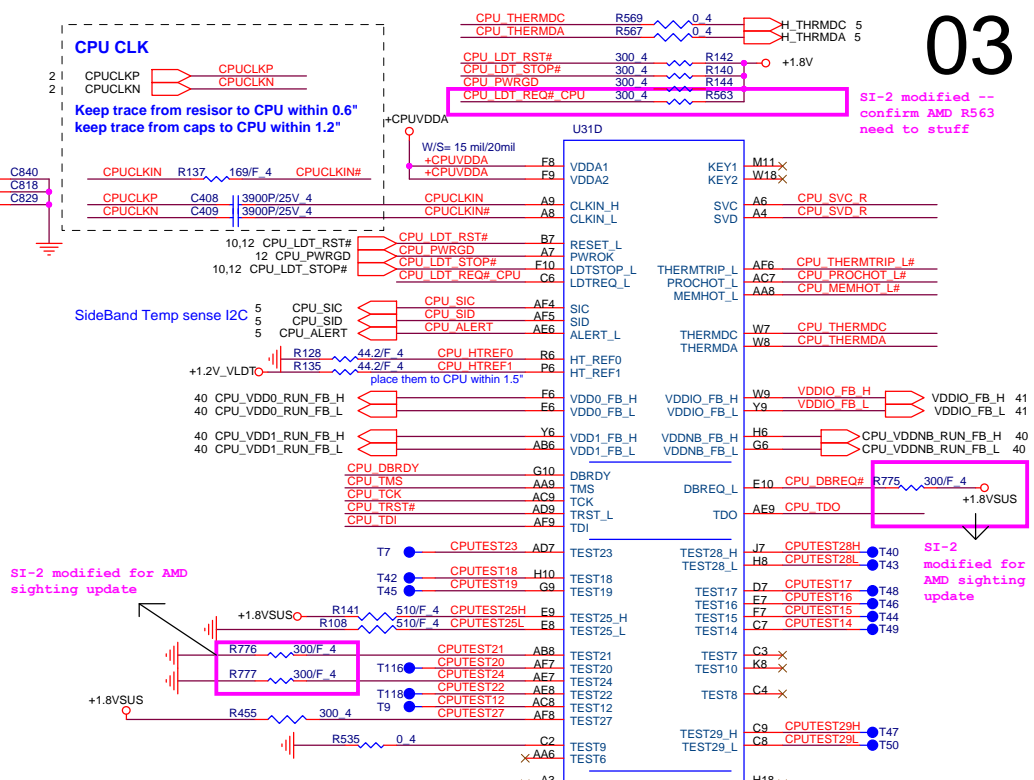 CPU_THERMDC R569 0_4 H_THRMDC 5
CPU_THERMDA R567 0_4 H_THRMDA 5
03
CPU CLK
2 CPUCLKP CPUCLKP
2 CPUCLKN CPUCLKN
Keep trace from resisor to CPU within 0.6"
keep trace from caps to CPU within 1.2"
CPU_LDT_RST# 300_4 R142
CPU_LDT_STOP# 300_4 R140 +1.8V
CPU_PWRGD 300_4 R144
CPU_LDT_REQ#_CPU 300_4 R563
SI-2 modified --
confirm AMD R563
need to stuff
+CPUVDDA
U31D
W/S= 15 mil/20mil
+CPUVDDA F8 VDDA1 KEY1 M11
+CPUVDDA F9 VDDA2 KEY2 W18
C840 CPUCLKIN R137 169/F_4 CPUCLKIN#
C818
C829
CPUCLKP C408 3900P/25V_4 CPUCLKIN A9 CLKIN_H SVC A6 CPU_SVC_R
CPUCLKN C409 3900P/25V_4 CPUCLKIN# A8 CLKIN_L SVD A4 CPU_SVD_R
10,12 CPU_LDT_RST# CPU_LDT_RST# B7 RESET_L
12 CPU_PWRGD CPU_PWRGD A7 PWROK
10,12 CPU_LDT_STOP# CPU_LDT_STOP# F10 LDTSTOP_L THERMTRIP_L AF6 CPU_THERMTRIP_L#
CPU_LDT_REQ#_CPU C6 LDTREQ_L PROCHOT_L AC7 CPU_PROCHOT_L#
MEMHOT_L AA8 CPU_MEMHOT_L#
SideBand Temp sense I2C
5 CPU_SIC CPU_SIC AF4 SIC
5 CPU_SID CPU_SID AF5 SID
5 CPU_ALERT CPU_ALERT AE6 ALERT_L THERMDC W7 CPU_THERMDC
THERMDA W8 CPU_THERMDA
R128 44.2/F_4 CPU_HTREF0 R6 HT_REF0
+1.2V_VLDT R135 44.2/F_4 CPU_HTREF1 P6 HT_REF1
place them to CPU within 1.5"
40 CPU_VDD0_RUN_FB_H F6 VDD0_FB_H VDDIO_FB_H W9 VDDIO_FB_H VDDIO_FB_H 41
40 CPU_VDD0_RUN_FB_L E6 VDD0_FB_L VDDIO_FB_L Y9 VDDIO_FB_L VDDIO_FB_L 41
40 CPU_VDD1_RUN_FB_H Y6 VDD1_FB_H VDDNB_FB_H H6 CPU_VDDNB_RUN_FB_H 40
40 CPU_VDD1_RUN_FB_L AB6 VDD1_FB_L VDDNB_FB_L G6 CPU_VDDNB_RUN_FB_L 40
CPU_DBRDY G10 DBRDY
CPU_TMS AA9 TMS DBREQ_L E10 CPU_DBREQ# R775 300/F_4
CPU_TCK AC9 TCK +1.8VSUS
CPU_TRST# AD9 TRST_L TDO AE9 CPU_TDO
CPU_TDI AF9 TDI
SI-2
modified for
AMD sighting
update
T7 CPUTEST23 AD7 TEST23 TEST28_H J7 CPUTEST28H T40
TEST28_L H8 CPUTEST28L T43
SI-2 modified for AMD
sighting update
T42 CPUTEST18 H10 TEST18
T45 CPUTEST19 G9 TEST19 TEST17 D7 CPUTEST17 T48
TEST16 E7 CPUTEST16 T46
+1.8VSUS R141 510/F_4 CPUTEST25H E9 TEST25_H TEST15 F7 CPUTEST15 T44
R108 510/F_4 CPUTEST25L E8 TEST25_L TEST14 C7 CPUTEST14 T49
R776 300/F_4 CPUTEST21 AB8 TEST21 TEST7 C3
T116 CPUTEST20 AF7 TEST20 TEST10 K8
R777 300/F_4 CPUTEST24 AE7 TEST24
T118 CPUTEST22 AE8 TEST22 TEST8 C4
T9 CPUTEST12 AC8 TEST12
+1.8VSUS R455 300_4 CPUTEST27 AF8 TEST27
TEST29_H C9 CPUTEST29H T47
R535 0_4 C2 TEST9 TEST29_L C8 CPUTEST29L T50
AA6 TEST6